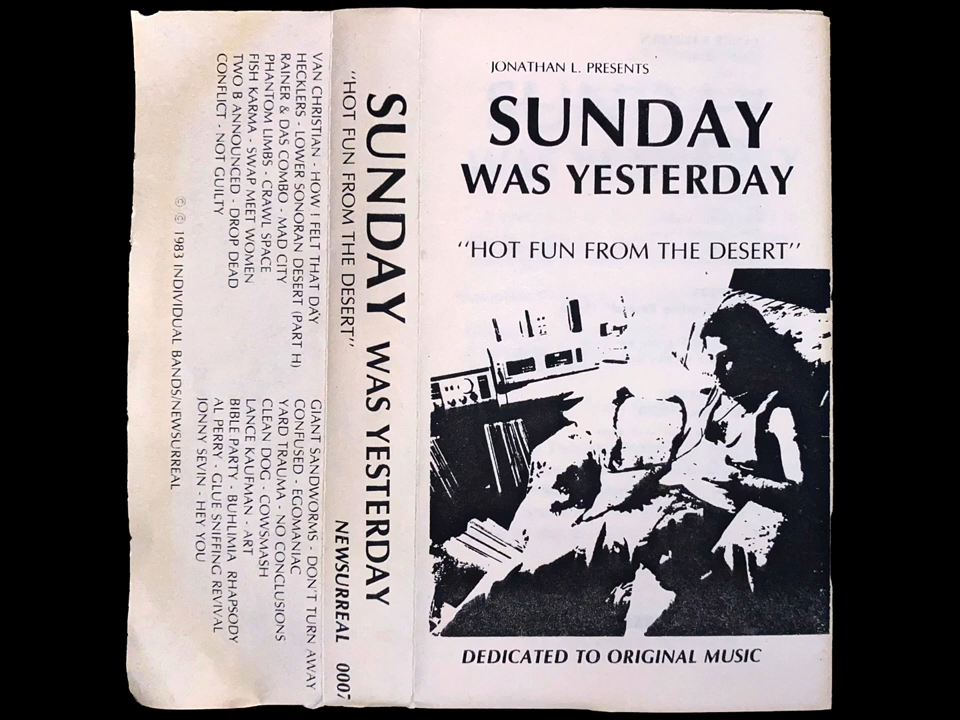 JONATHAN L. PRESENTS
SUNDAY
WAS YESTERDAY
"HOT FUN FROM THE DESERT"
DEDICATED TO ORIGINAL MUSIC
SUNDAY WAS YESTERDAY
"HOT FUN FROM THE DESERT"
NEWSURREAL 0007
VAN CHRISTIAN - HOW I FELT THAT DAY
HECKLERS - LOWER SONORAN DESERT (PART H)
RAINER & DAS COMBO - MAD CITY
PHANTOM LIMBS - CRAWL SPACE
FISH KARMA - SWAP MEET WOMEN
TWO B ANNOUNCED - DROP DEAD
CONFLICT - NOT GUILTY
GIANT SANDWORMS - DON'T TURN AWAY
CONFUSED - EGOMANIAC
YARD TRAUMA - NO CONCLUSIONS
CLEAN DOG - COWSMASH
LANCE KAUFMAN - ART
BIBLE PARTY - BUHLIMIA RHAPSODY
AL PERRY - GLUE SNIFFING REVIVAL
JONNY SEVIN - HEY YOU
℗ © 1983 INDIVIDUAL BANDS/NEWSURREAL